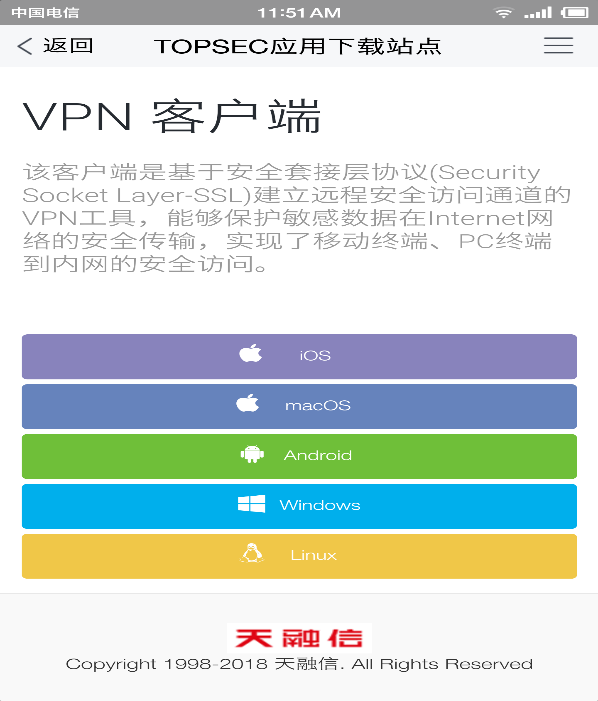 中国电信 11:51 AM
返回 TOPSEC应用下载站点
VPN 客户端
该客户端是基于安全套接层协议(Security
Socket Layer-SSL)建立远程安全访问通道的
VPN工具，能够保护敏感数据在Internet网
络的安全传输，实现了移动终端、PC终端
到内网的安全访问。
iOS
macOS
Android
Windows
Linux
天融信
Copyright 1998-2018 天融信. All Rights Reserved